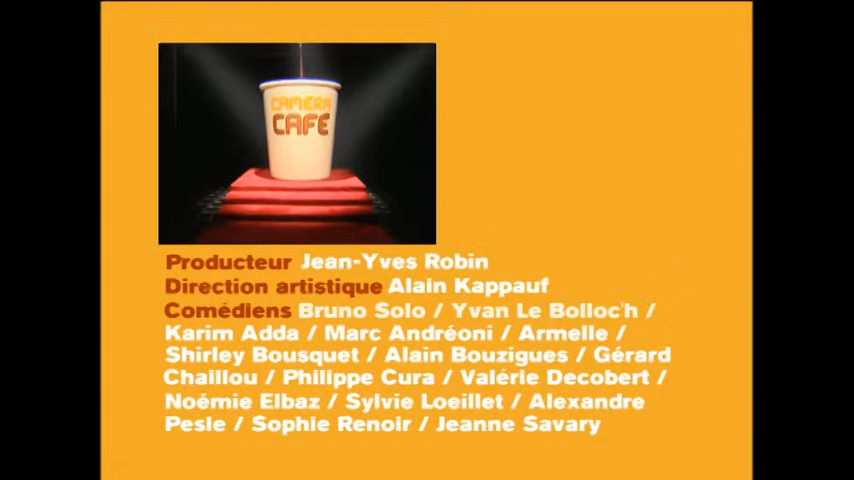 CAMERA
CAFÉ
Producteur Jean-Yves Robin
Direction artistique Alain Kappauf
Comédiens Bruno Solo / Yvan Le Bolloc'h /
Karim Adda / Marc Andréoni / Armelle /
Shirley Bousquet / Alain Bouzigues / Gérard
Chaillou / Philippe Cura / Valérie Decobert /
Noémie Elbaz / Sylvie Loeillet / Alexandre
Pesle / Sophie Renoir / Jeanne Savary